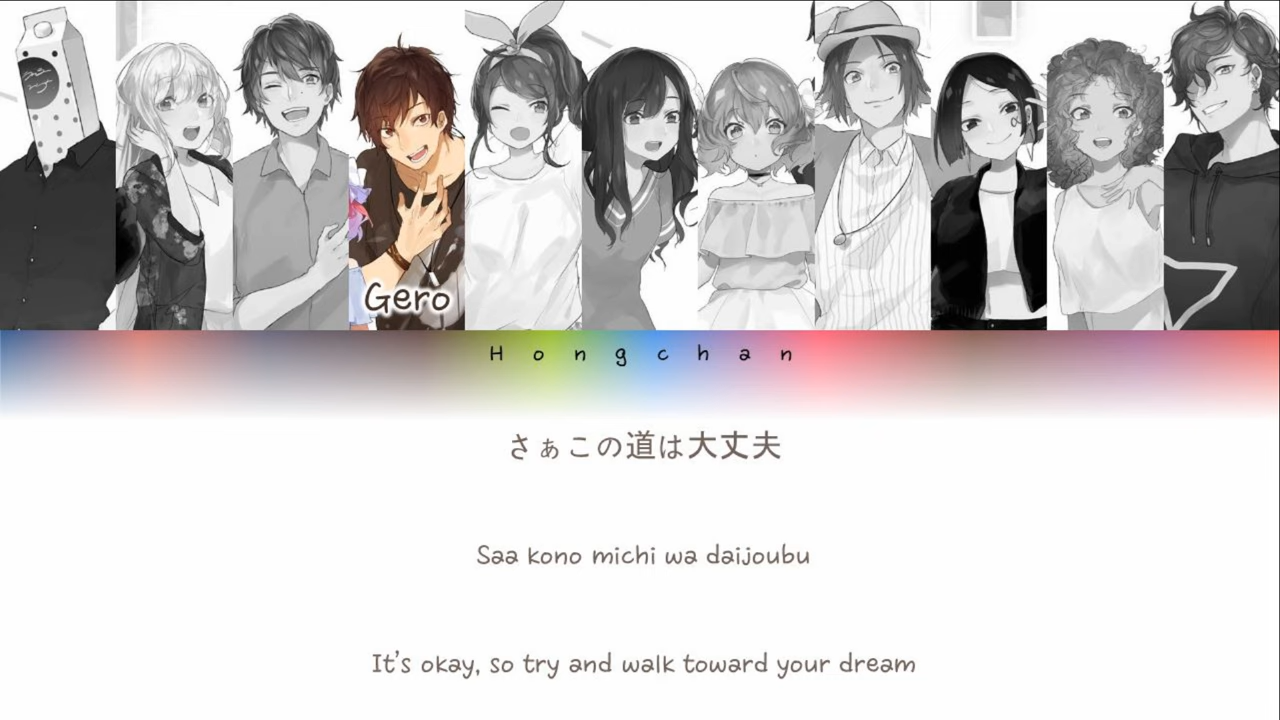 Gero
Hongchan
さぁこの道は大丈夫
Saa kono michi wa daijoubu
It's okay, so try and walk toward your dream